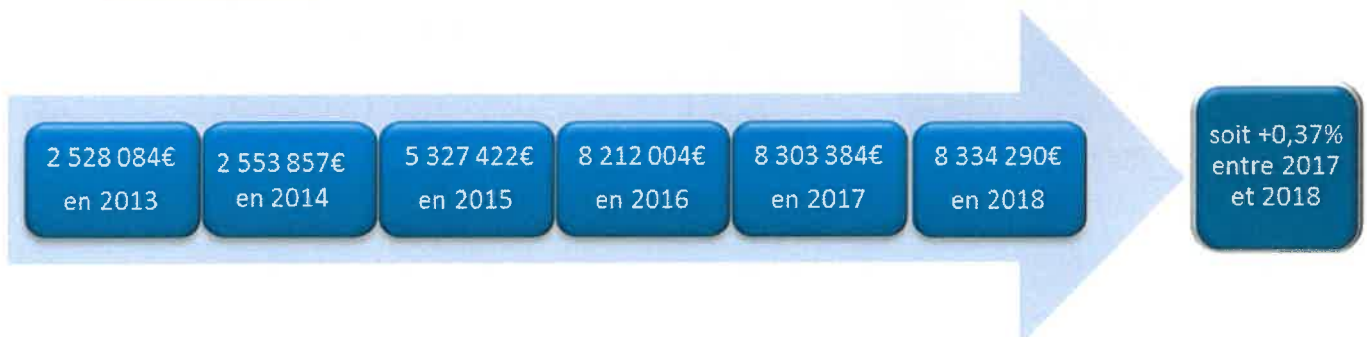 2 528 084€
en 2013
2 553 857€
en 2014
5 327 422€
en 2015
8 212 004€
en 2016
8 303 384€
en 2017
8 334 290€
en 2018
soit +0,37%
entre 2017
et 2018